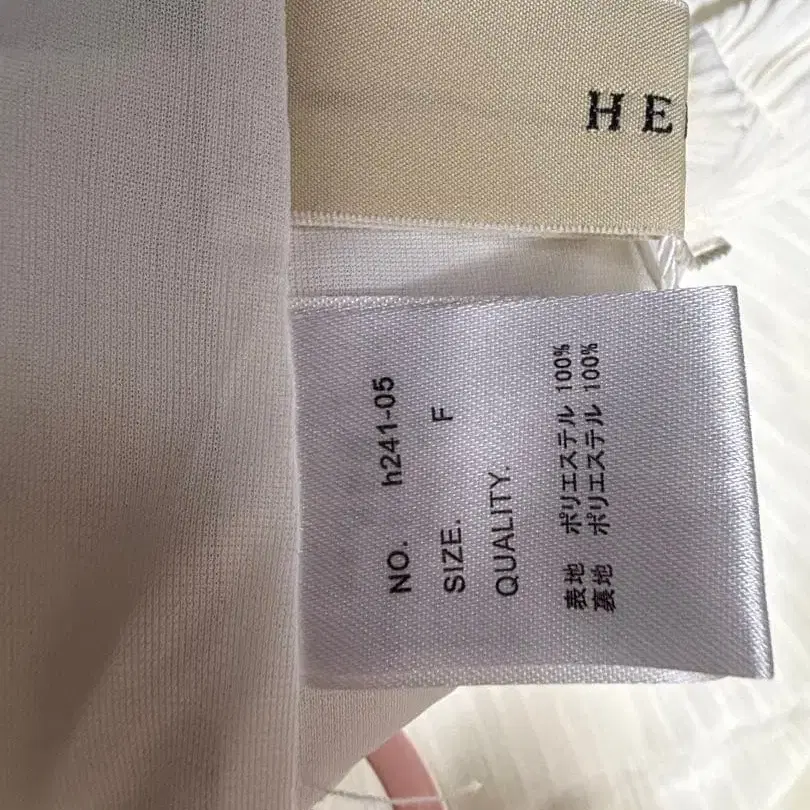 HE
NO. h241-05
SIZE. F
QUALITY.
表地 ポリエステル 100%
裏地 ポリエステル 100%